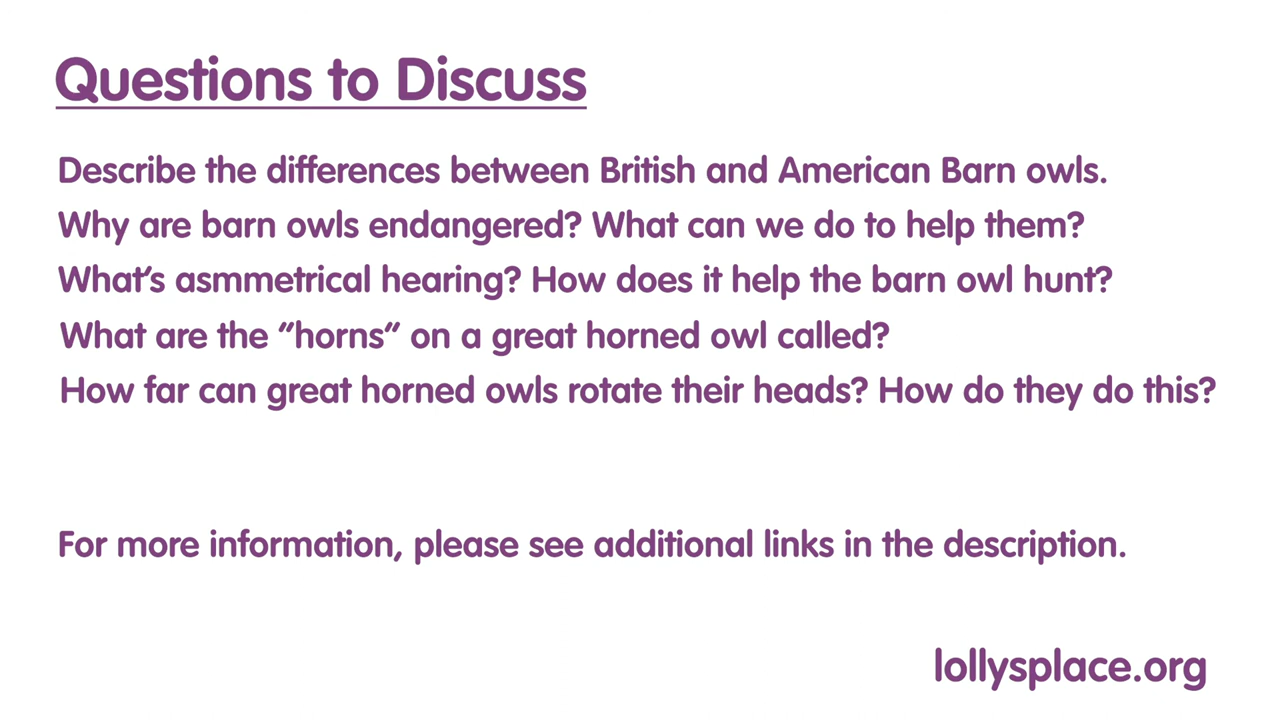 Questions to Discuss
Describe the differences between British and American Barn owls.
Why are barn owls endangered? What can we do to help them?
What's asmmetrical hearing? How does it help the barn owl hunt?
What are the "horns" on a great horned owl called?
How far can great horned owls rotate their heads? How do they do this?
For more information, please see additional links in the description.
lollysplace.org